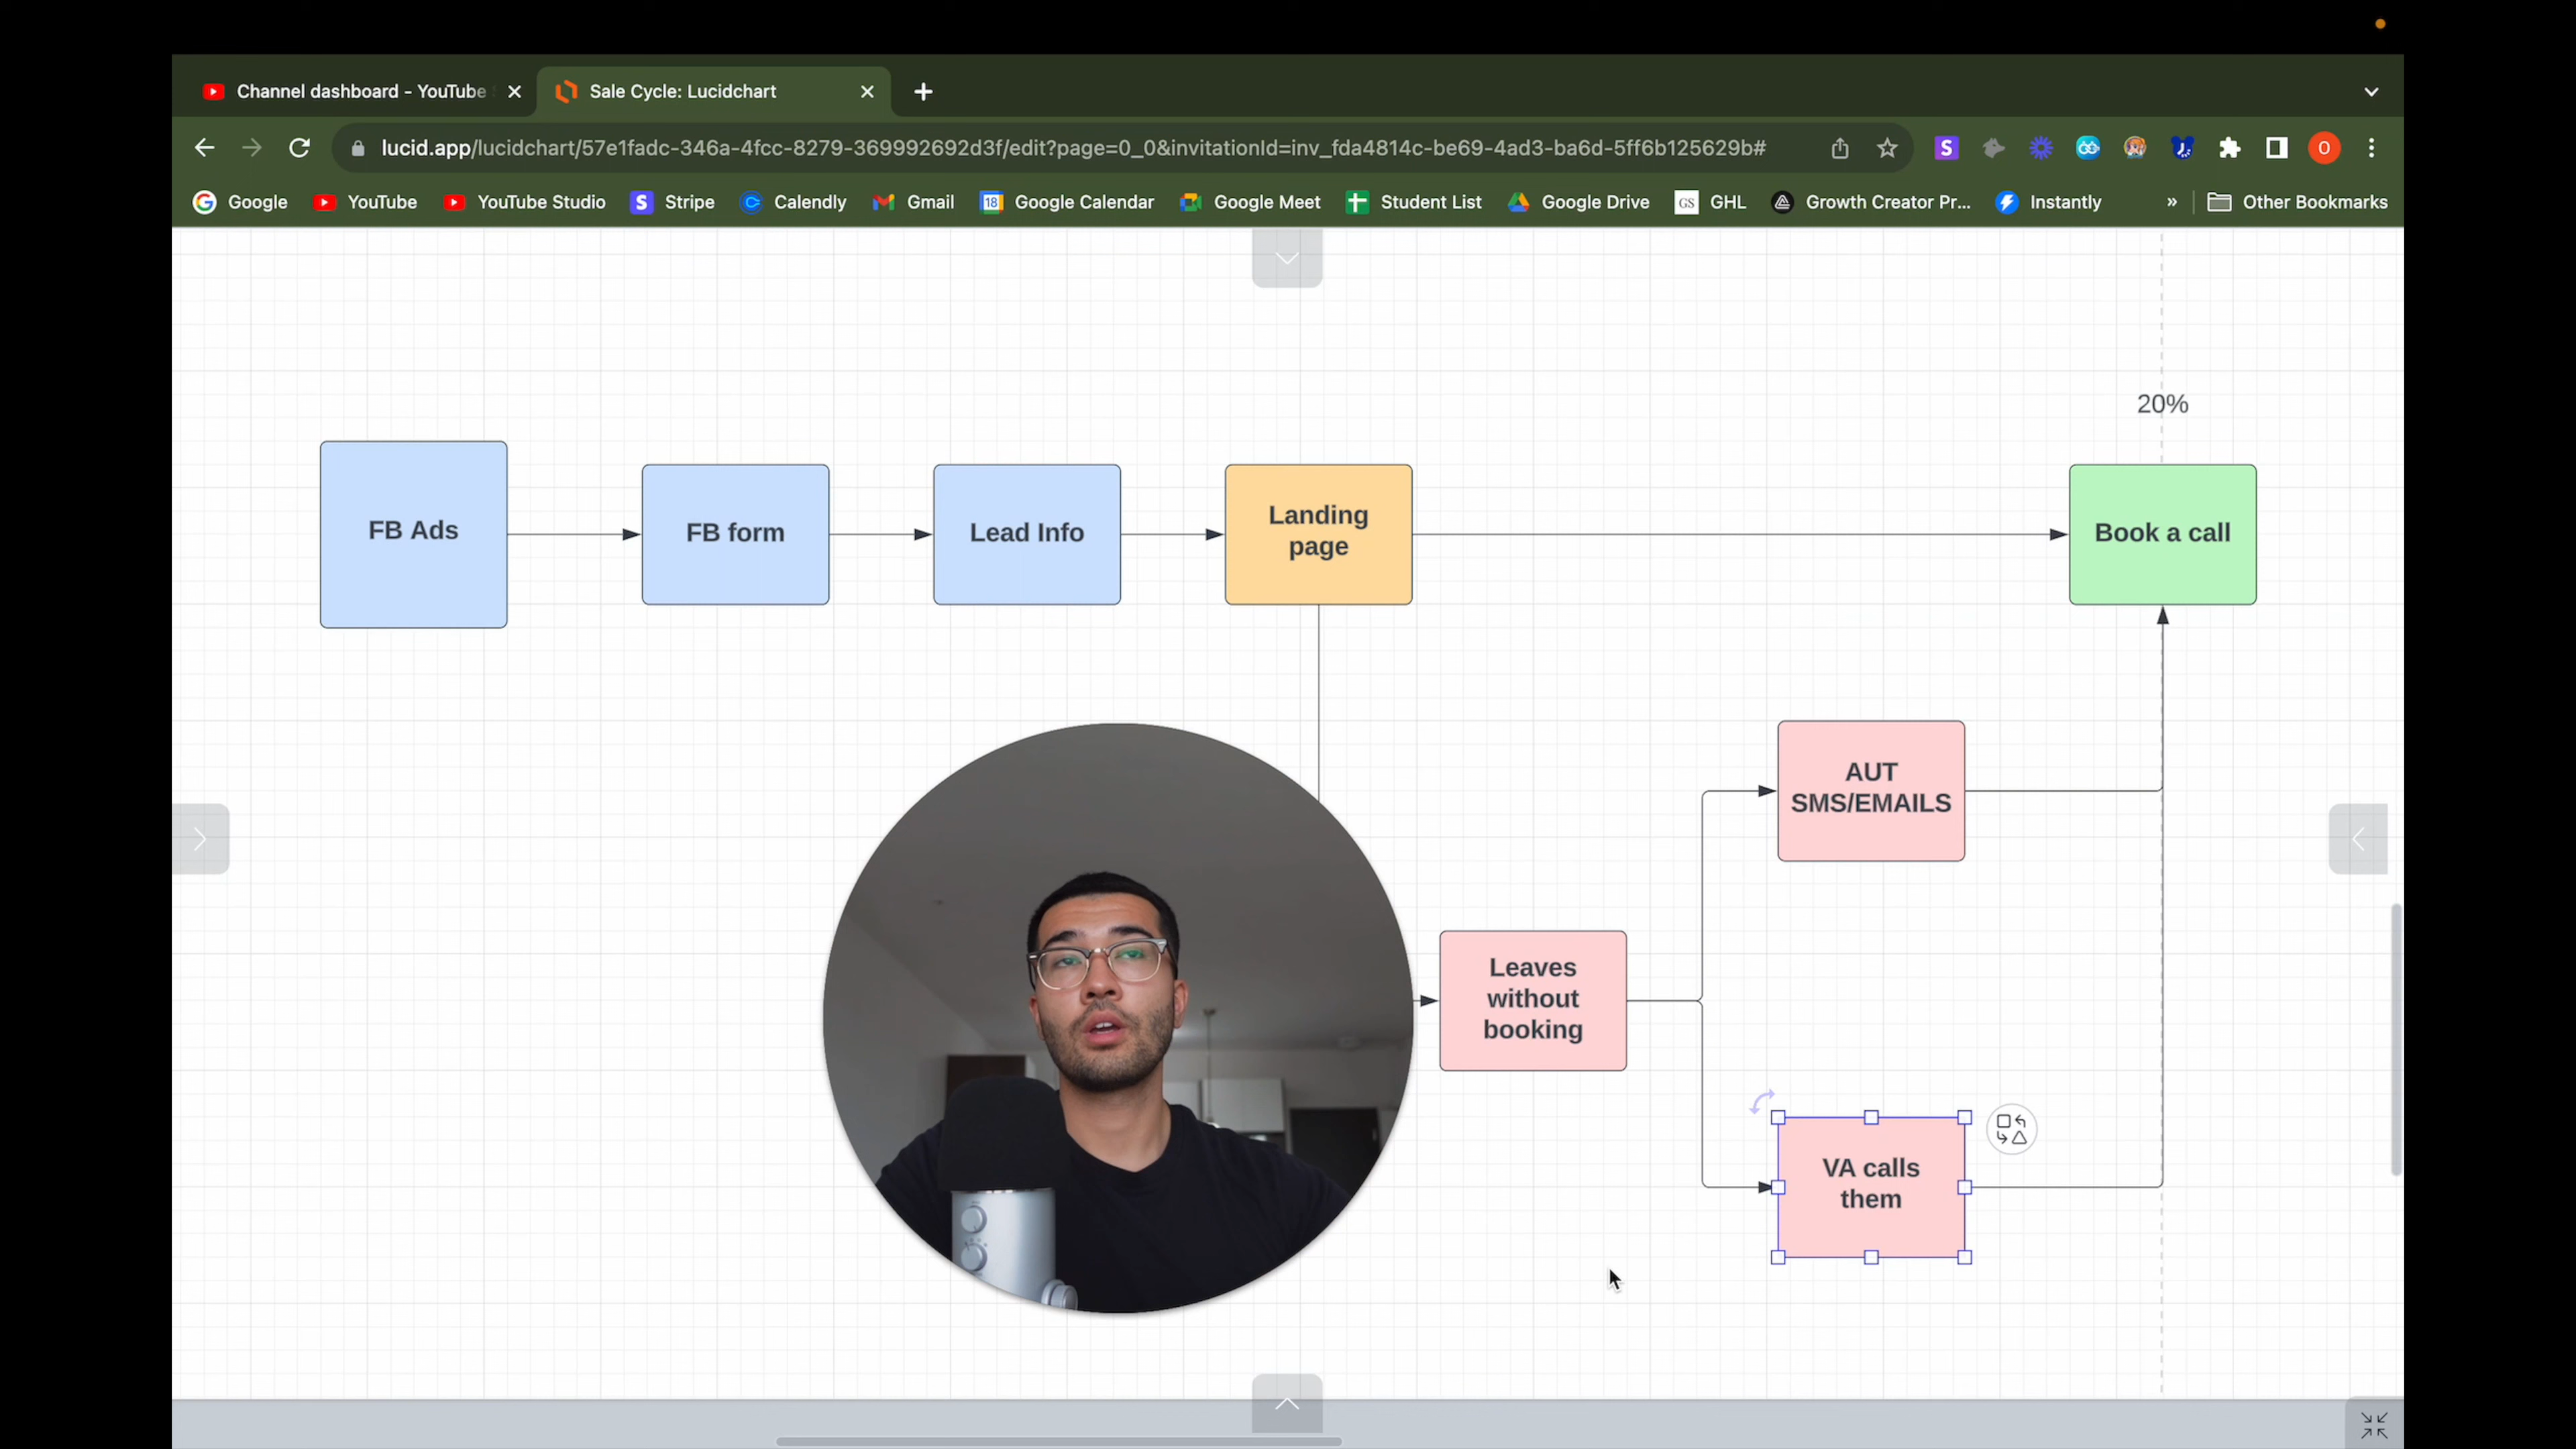 Channel dashboard - YouTube
Sale Cycle: Lucidchart
lucid.app/lucidchart/57e1fadc-346a-4fcc-8279-369992692d3f/edit?page=0_0&invitationId=inv_fda4814c-be69-4ad3-ba6d-5ff6b125629b#
S
O
Google
YouTube
YouTube Studio
S Stripe
Calendly
Gmail
18 Google Calendar
Google Meet
Student List
Google Drive
GS GHL
Growth Creator Pr...
Instantly
»
Other Bookmarks
20%
FB Ads
FB form
Lead Info
Landing
page
Book a call
AUT
SMS/EMAILS
Leaves
without
booking
VA calls
them